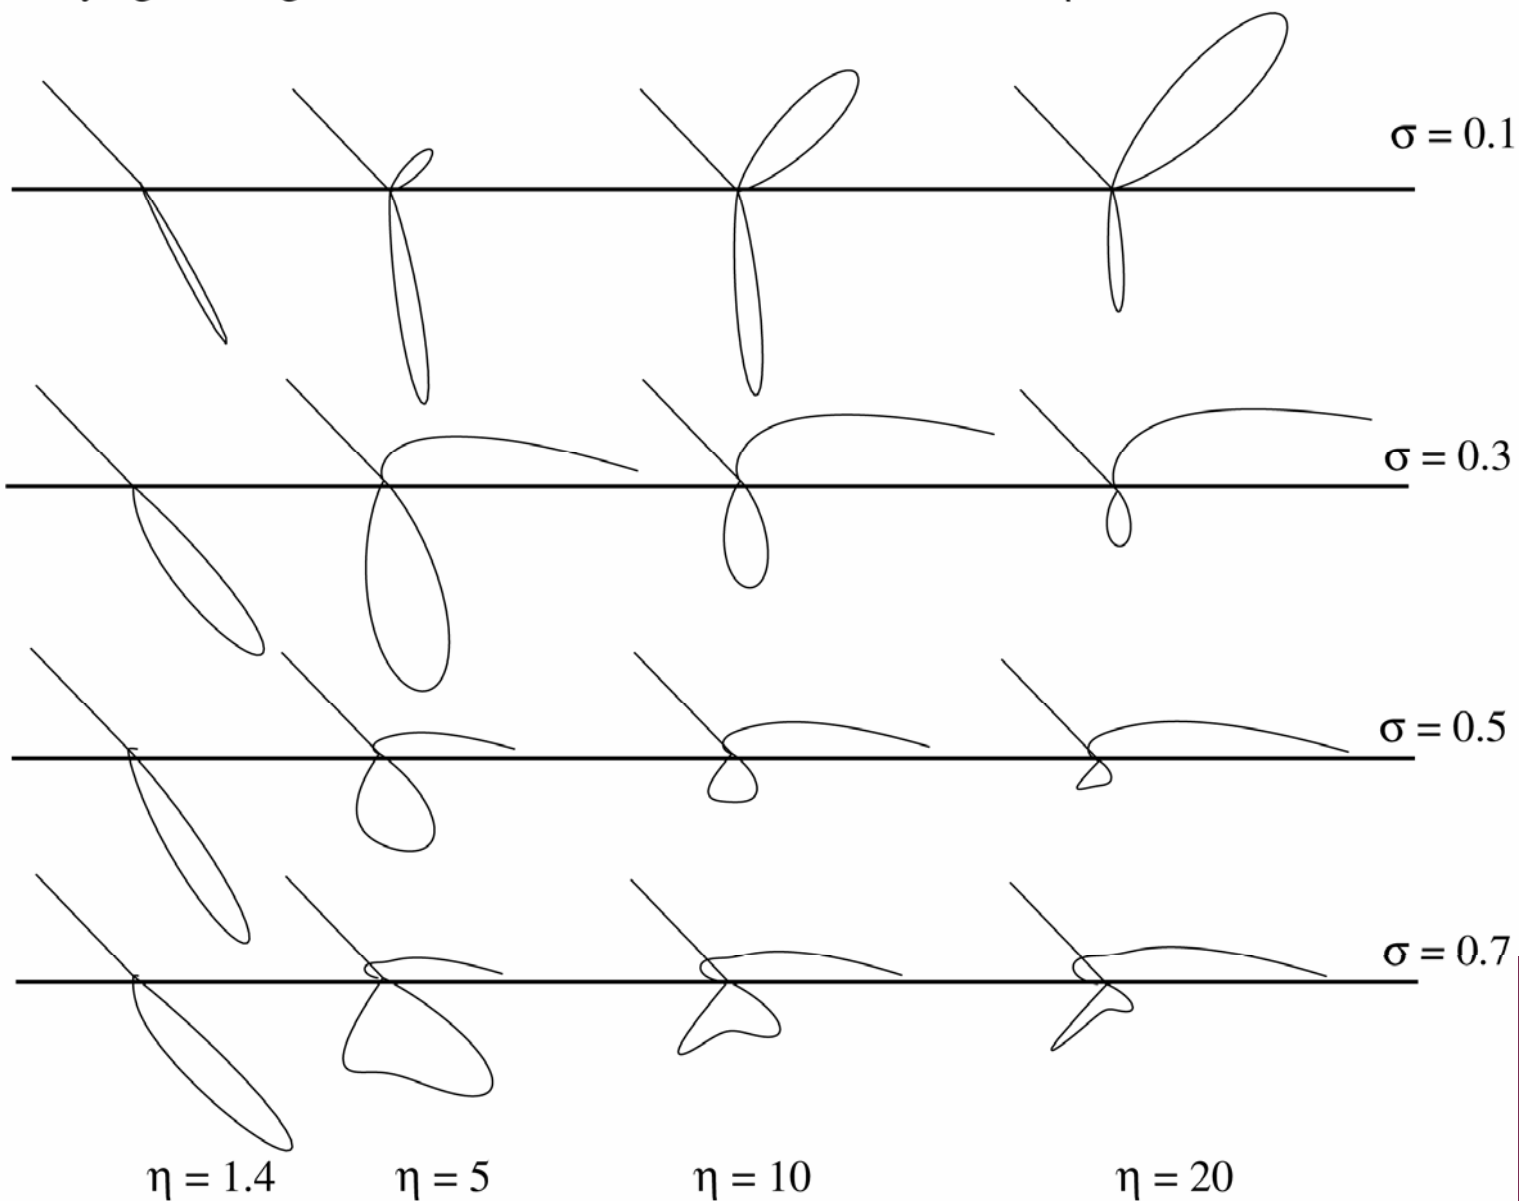 σ = 0.1
σ = 0.3
σ = 0.5
σ = 0.7
η = 1.4 η = 5 η = 10 η = 20